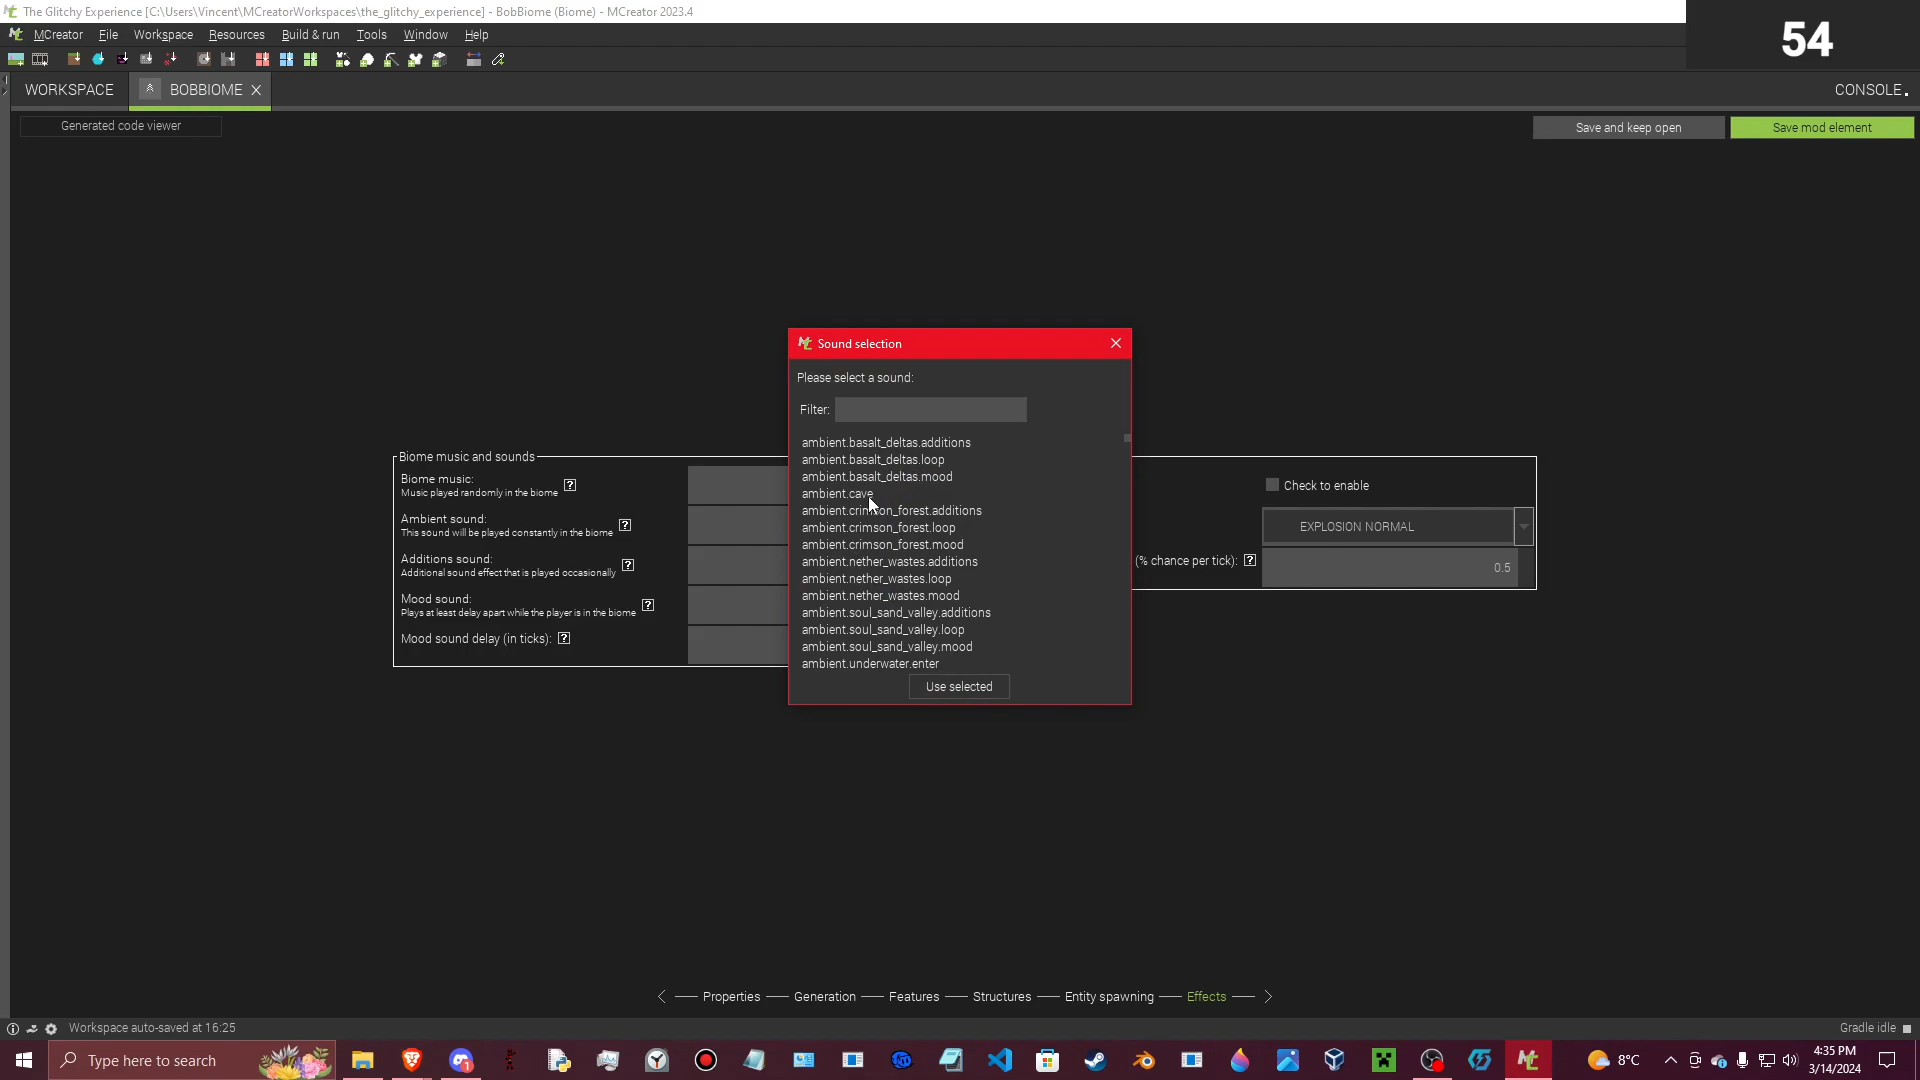 The Glitchy Experience [C:\Users\Vincent\MCreatorWorkspaces\the_glitchy_experience] - BobBiome (Biome) - MCreator 2023.4
54
MCreator File Workspace Resources Build & run Tools Window Help
WORKSPACE BOBBIOME CONSOLE
Generated code viewer Save and keep open Save mod element
Sound selection
Please select a sound:
Filter:
ambient.basalt_deltas.additions
ambient.basalt_deltas.loop
ambient.basalt_deltas.mood
ambient.cave
ambient.crimson_forest.additions
ambient.crimson_forest.loop
ambient.crimson_forest.mood
ambient.nether_wastes.additions
ambient.nether_wastes.loop
ambient.nether_wastes.mood
ambient.soul_sand_valley.additions
ambient.soul_sand_valley.loop
ambient.soul_sand_valley.mood
ambient.underwater.enter
Use selected
Biome music and sounds
Biome music: ?
Music played randomly in the biome
Ambient sound: ?
This sound will be played constantly in the biome
Additions sound: ?
Additional sound effect that is played occasionally
Mood sound: ?
Plays at least delay apart while the player is in the biome
Mood sound delay (in ticks): ?
Check to enable
EXPLOSION NORMAL
(% chance per tick): ? 0.5
Properties Generation Features Structures Entity spawning Effects
Workspace auto-saved at 16:25 Gradle idle
Type here to search 8°C 4:35 PM
3/14/2024